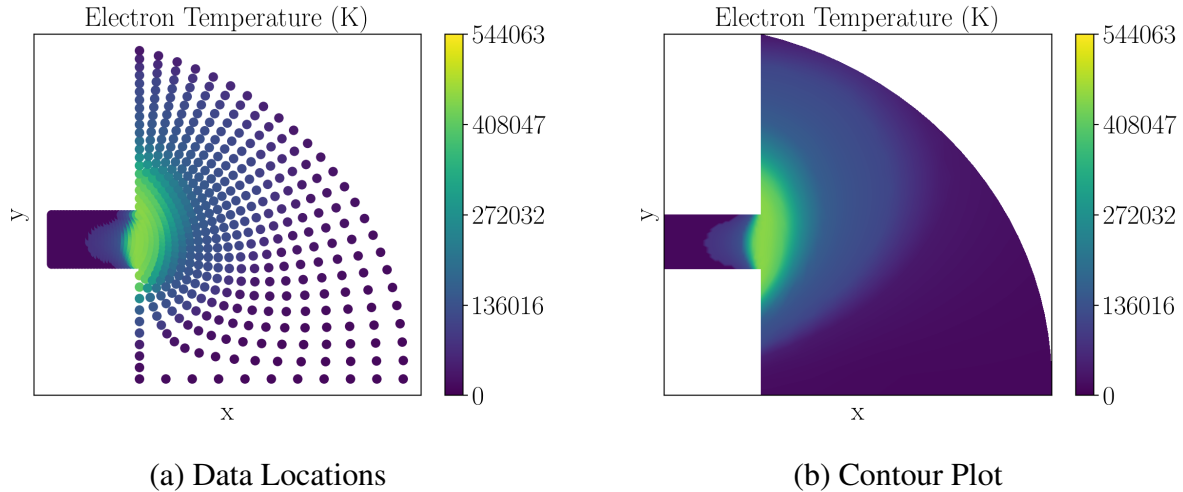 Electron Temperature (K)
544063
408047
272032
136016
0
y
x
(a) Data Locations
Electron Temperature (K)
544063
408047
272032
136016
0
y
x
(b) Contour Plot